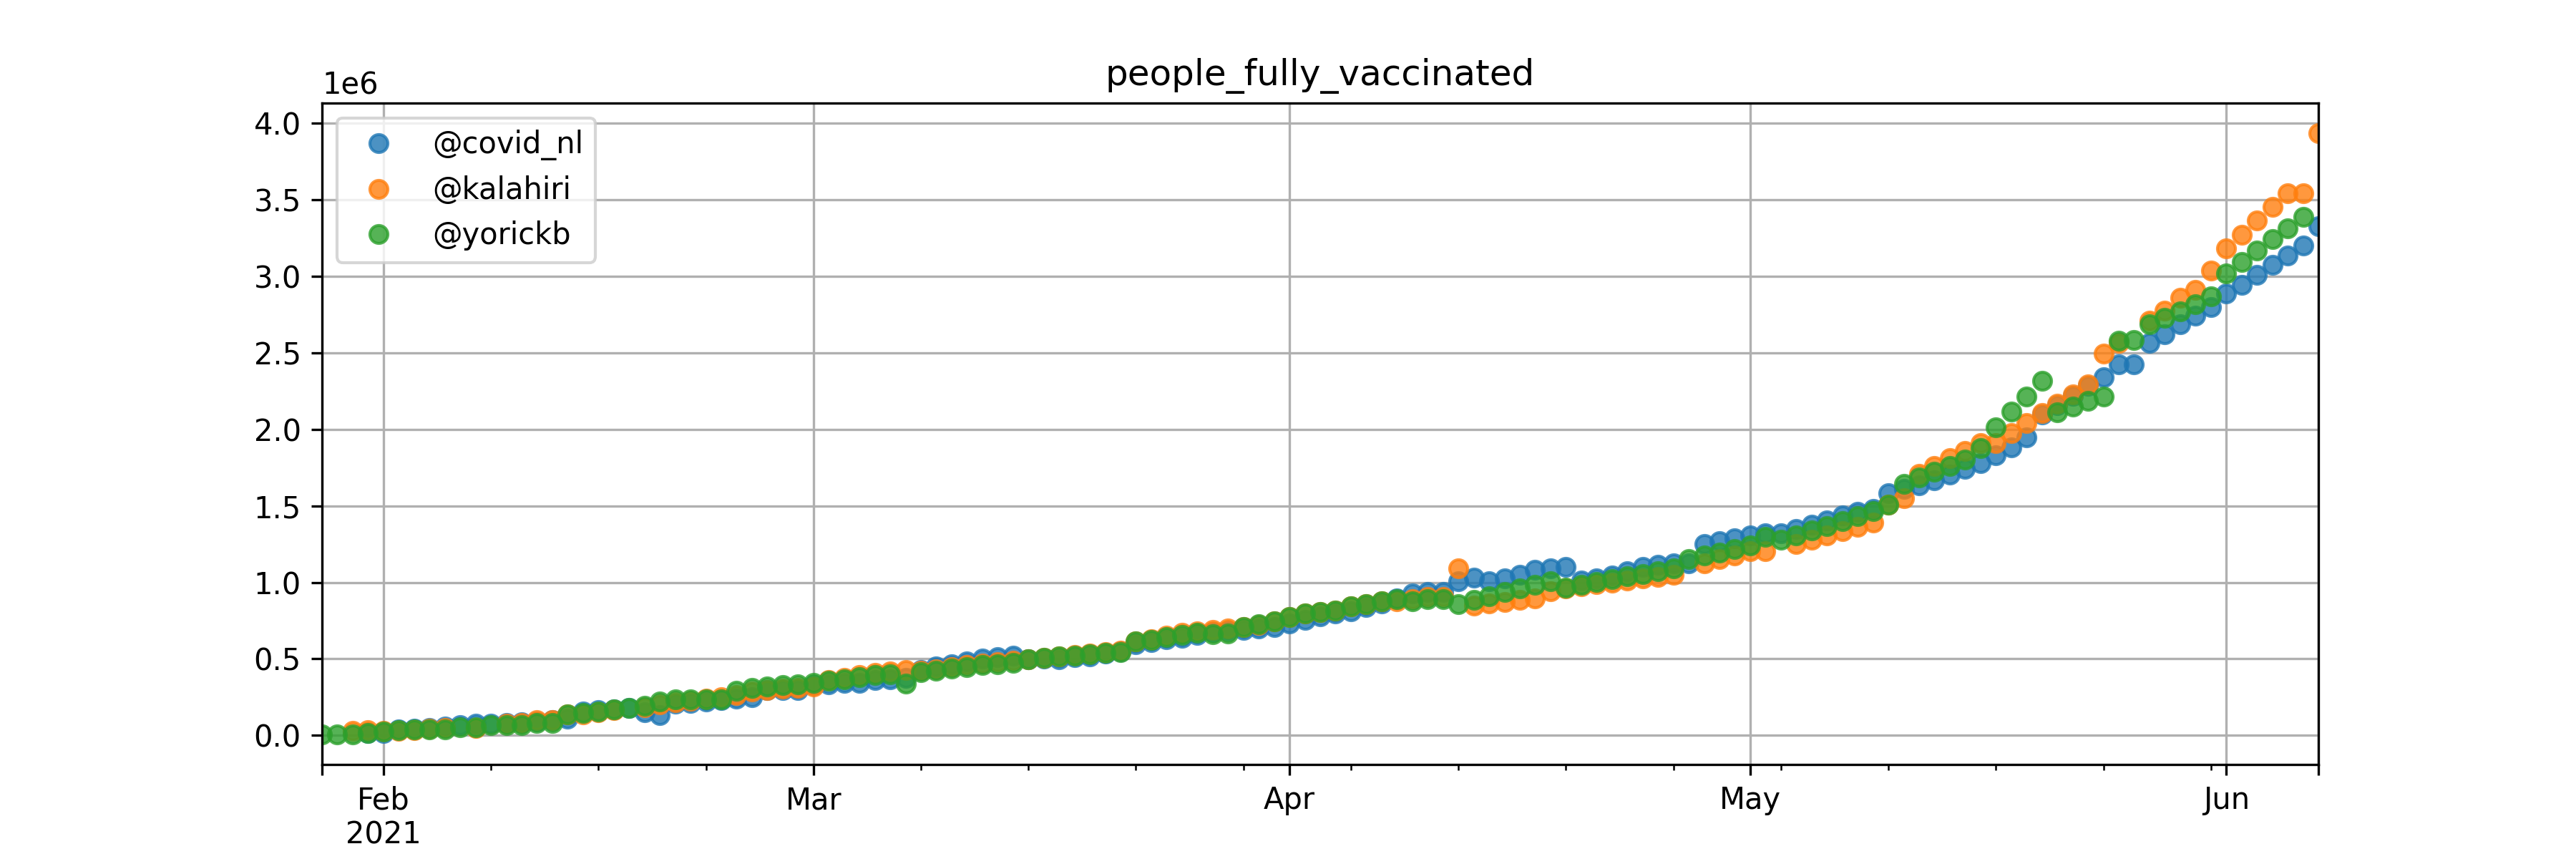 people_fully_vaccinated
1e6
4.0
3.5
3.0
2.5
2.0
1.5
1.0
0.5
0.0
@covid_nl
@kalahiri
@yorickb
Feb
2021
Mar
Apr
May
Jun